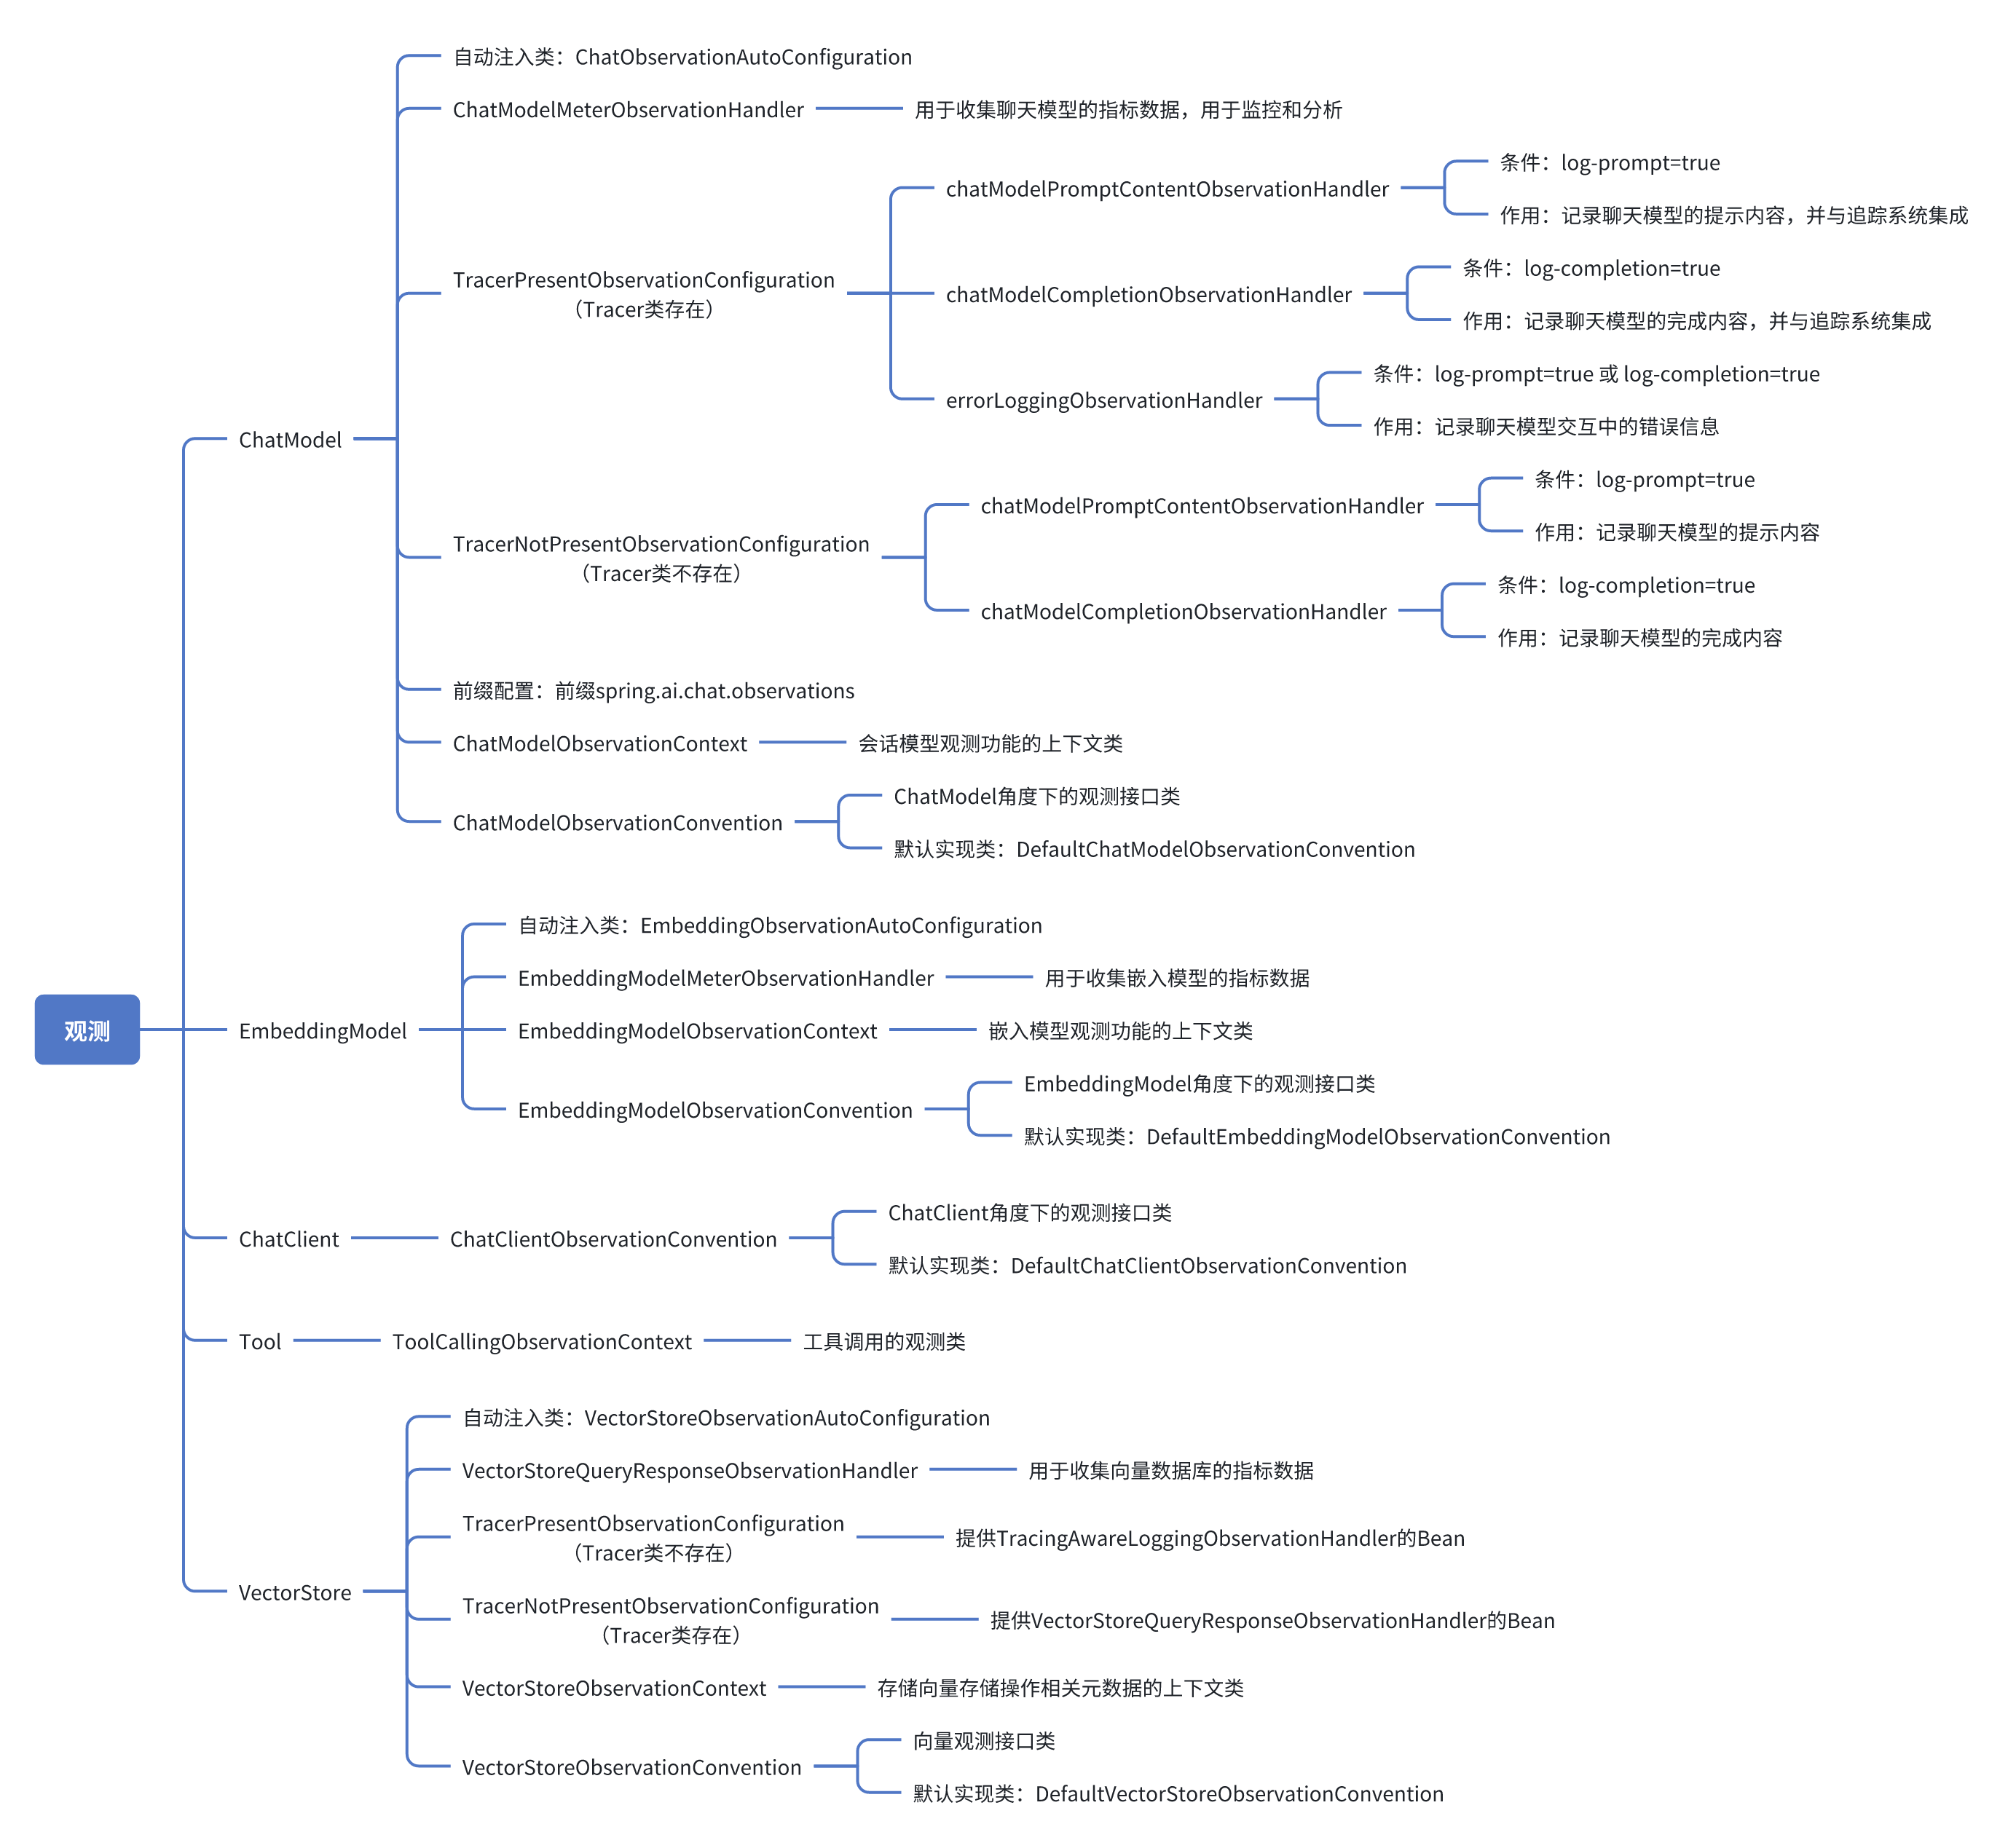 观测
ChatModel
自动注入类：ChatObservationAutoConfiguration
ChatModelMeterObservationHandler
用于收集聊天模型的指标数据，用于监控和分析
TracerPresentObservationConfiguration
（Tracer类存在）
chatModelPromptContentObservationHandler
条件：log-prompt=true
作用：记录聊天模型的提示内容，并与追踪系统集成
chatModelCompletionObservationHandler
条件：log-completion=true
作用：记录聊天模型的完成内容，并与追踪系统集成
errorLoggingObservationHandler
条件：log-prompt=true 或 log-completion=true
作用：记录聊天模型交互中的错误信息
TracerNotPresentObservationConfiguration
（Tracer类不存在）
chatModelPromptContentObservationHandler
条件：log-prompt=true
作用：记录聊天模型的提示内容
chatModelCompletionObservationHandler
条件：log-completion=true
作用：记录聊天模型的完成内容
前缀配置：前缀spring.ai.chat.observations
ChatModelObservationContext
会话模型观测功能的上下文类
ChatModelObservationConvention
ChatModel角度下的观测接口类
默认实现类：DefaultChatModelObservationConvention
EmbeddingModel
自动注入类：EmbeddingObservationAutoConfiguration
EmbeddingModelMeterObservationHandler
用于收集嵌入模型的指标数据
EmbeddingModelObservationContext
嵌入模型观测功能的上下文类
EmbeddingModelObservationConvention
EmbeddingModel角度下的观测接口类
默认实现类：DefaultEmbeddingModelObservationConvention
ChatClient
ChatClientObservationConvention
ChatClient角度下的观测接口类
默认实现类：DefaultChatClientObservationConvention
Tool
ToolCallingObservationContext
工具调用的观测类
VectorStore
自动注入类：VectorStoreObservationAutoConfiguration
VectorStoreQueryResponseObservationHandler
用于收集向量数据库的指标数据
TracerPresentObservationConfiguration
（Tracer类不存在）
提供TracingAwareLoggingObservationHandler的Bean
TracerNotPresentObservationConfiguration
（Tracer类存在）
提供VectorStoreQueryResponseObservationHandler的Bean
VectorStoreObservationContext
存储向量存储操作相关元数据的上下文类
VectorStoreObservationConvention
向量观测接口类
默认实现类：DefaultVectorStoreObservationConvention